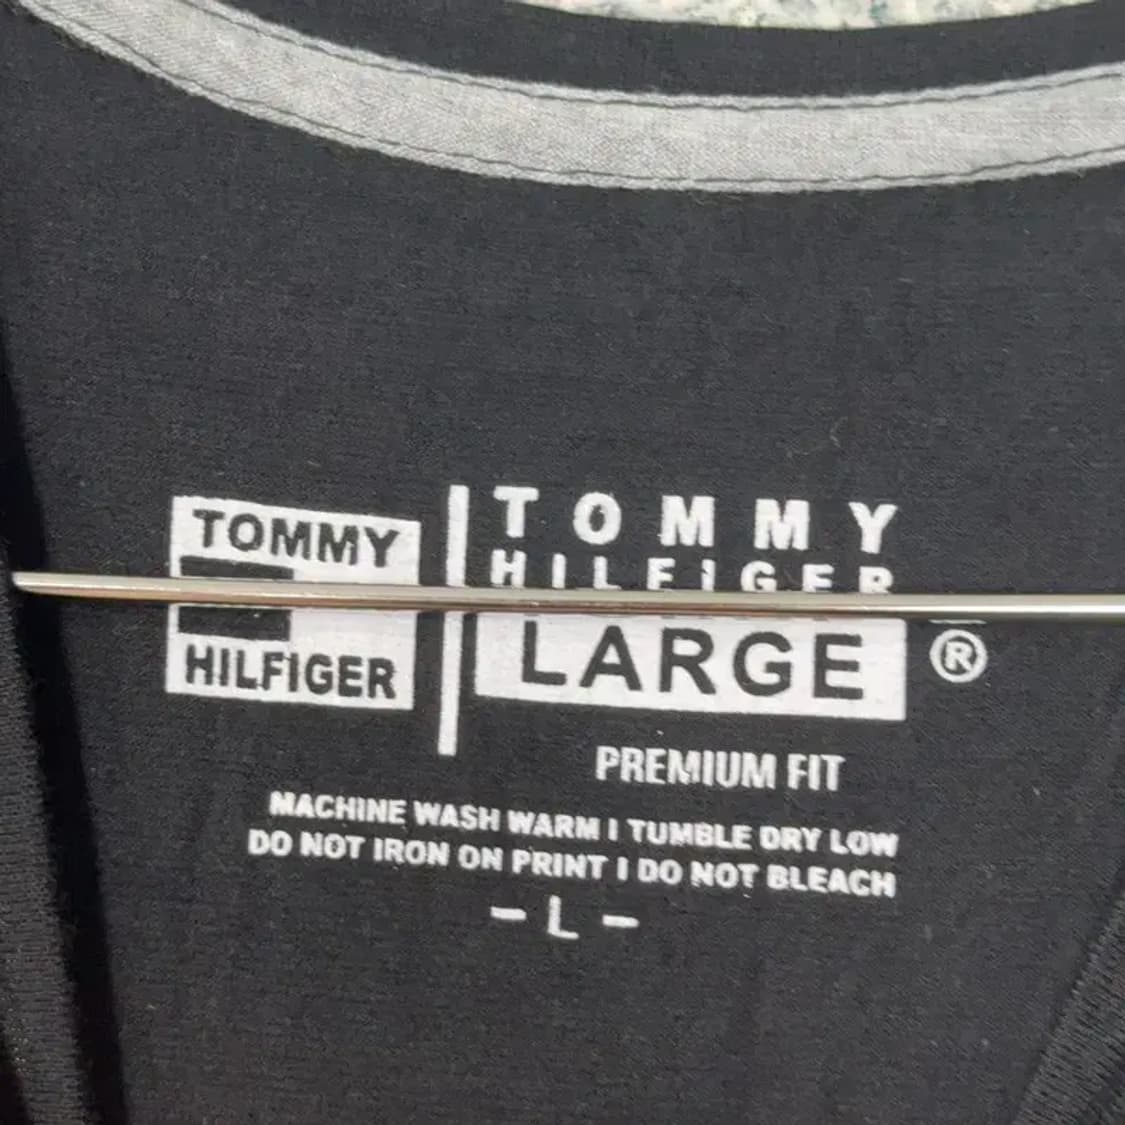 TOMMY
HILFIGER
TOMMY
HILFIGER
LARGE ®
PREMIUM FIT
MACHINE WASH WARM I TUMBLE DRY LOW
DO NOT IRON ON PRINT I DO NOT BLEACH
- L -